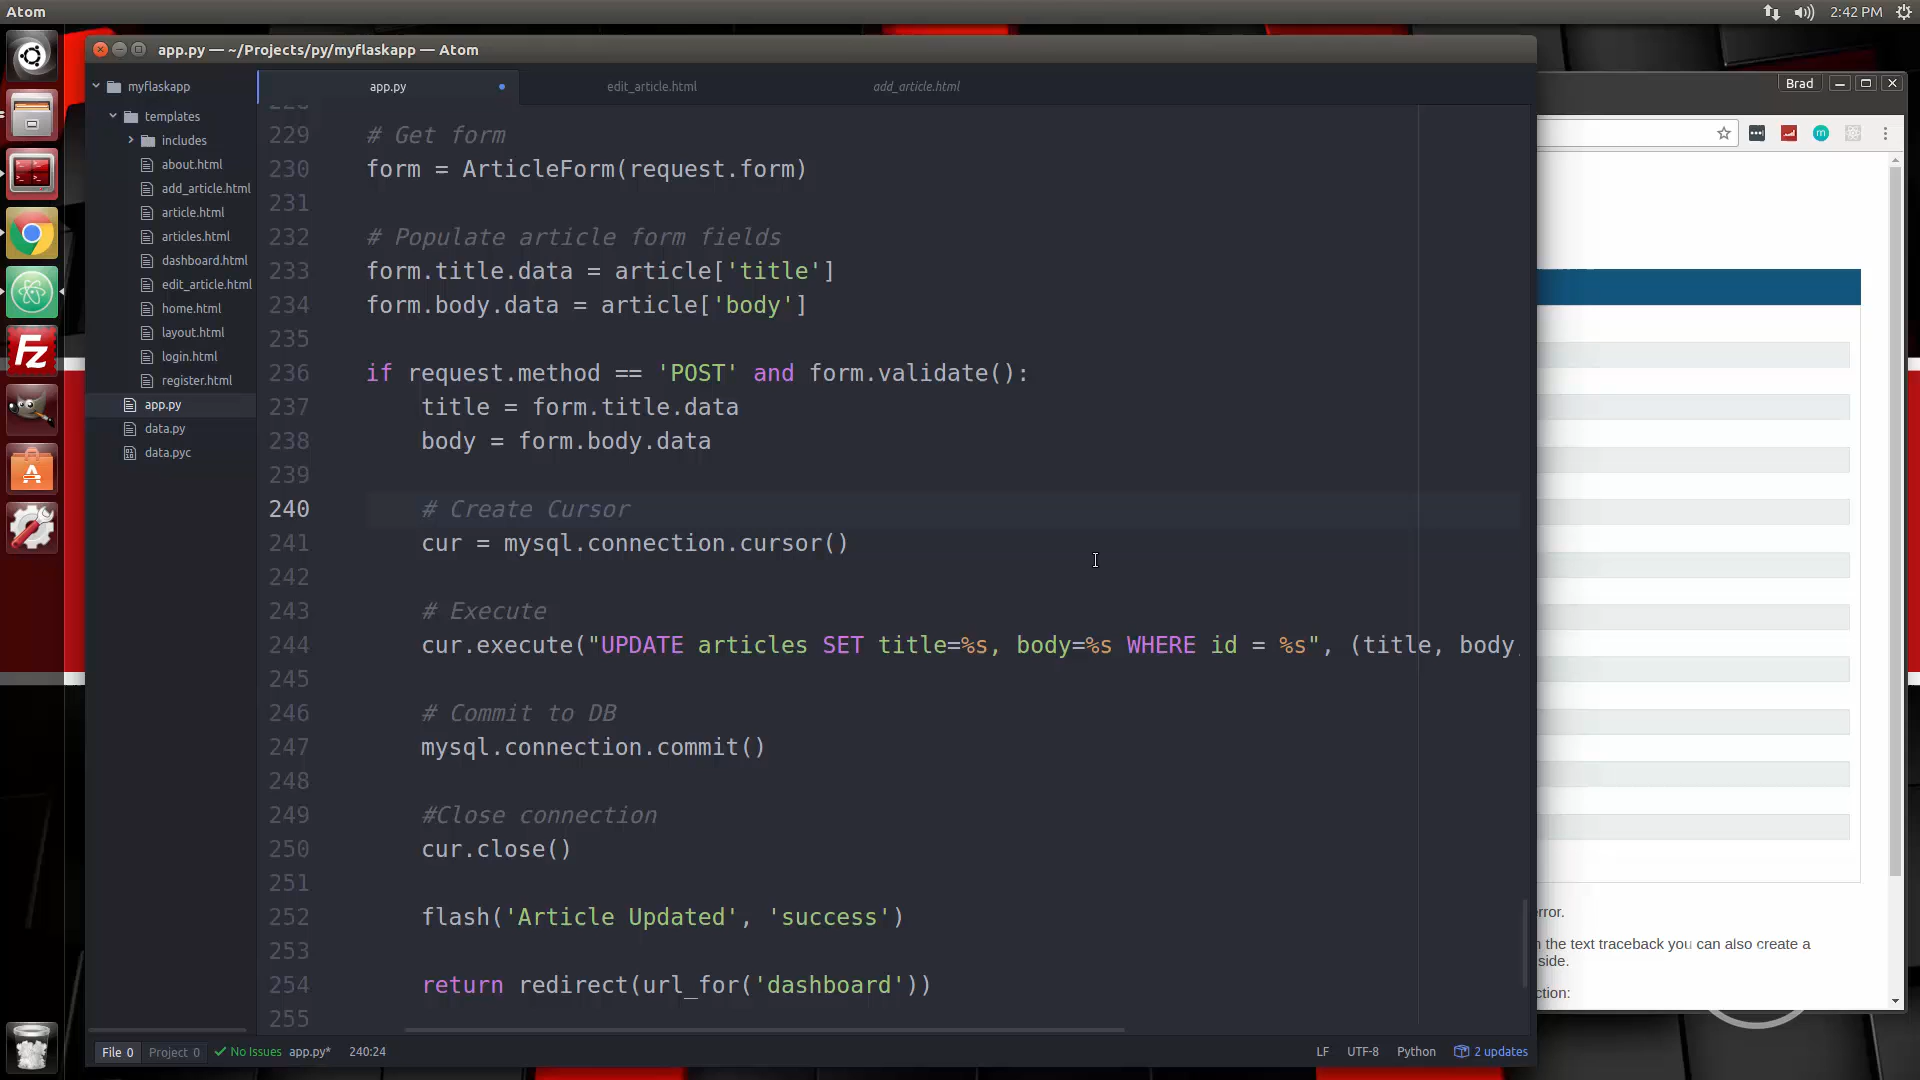 Atom
2:42 PM
app.py — ~/Projects/py/myflaskapp — Atom
Brad
myflaskapp
templates
includes
about.html
add_article.html
article.html
articles.html
dashboard.html
edit_article.html
home.html
layout.html
login.html
register.html
app.py
data.py
data.pyc
app.py
edit_article.html
add_article.html
229 # Get form
230 form = ArticleForm(request.form)
231
232 # Populate article form fields
233 form.title.data = article['title']
234 form.body.data = article['body']
235
236 if request.method == 'POST' and form.validate():
237 title = form.title.data
238 body = form.body.data
239
240 # Create Cursor
241 cur = mysql.connection.cursor()
242
243 # Execute
244 cur.execute("UPDATE articles SET title=%s, body=%s WHERE id = %s", (title, body,
245
246 # Commit to DB
247 mysql.connection.commit()
248
249 #Close connection
250 cur.close()
251
252 flash('Article Updated', 'success')
253
254 return redirect(url_for('dashboard'))
255
the text traceback you can also create a
side.
ction:
File 0
Project 0
No Issues
app.py*
240:24
LF
UTF-8
Python
2 updates